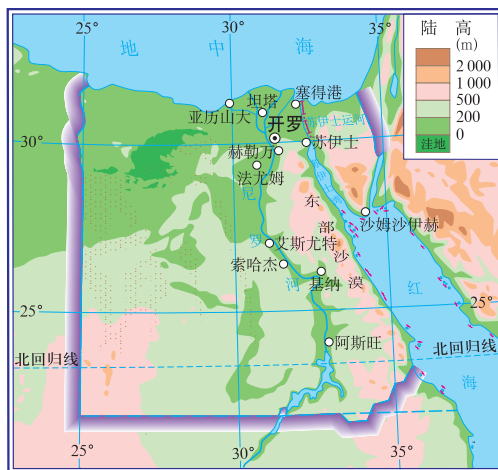 25°
30°
35°
地中海
陆高
(m)
2 000
1 000
500
200
0
洼地
塞得港
坦塔
亚历山大
开罗
苏伊士运河
苏伊士
30°
30°
赫勒万
法尤姆
尼罗河
东部沙漠
沙姆沙伊赫
艾斯尤特
索哈杰
基纳
红海
25°
25°
阿斯旺
北回归线
北回归线
25°
30°
35°